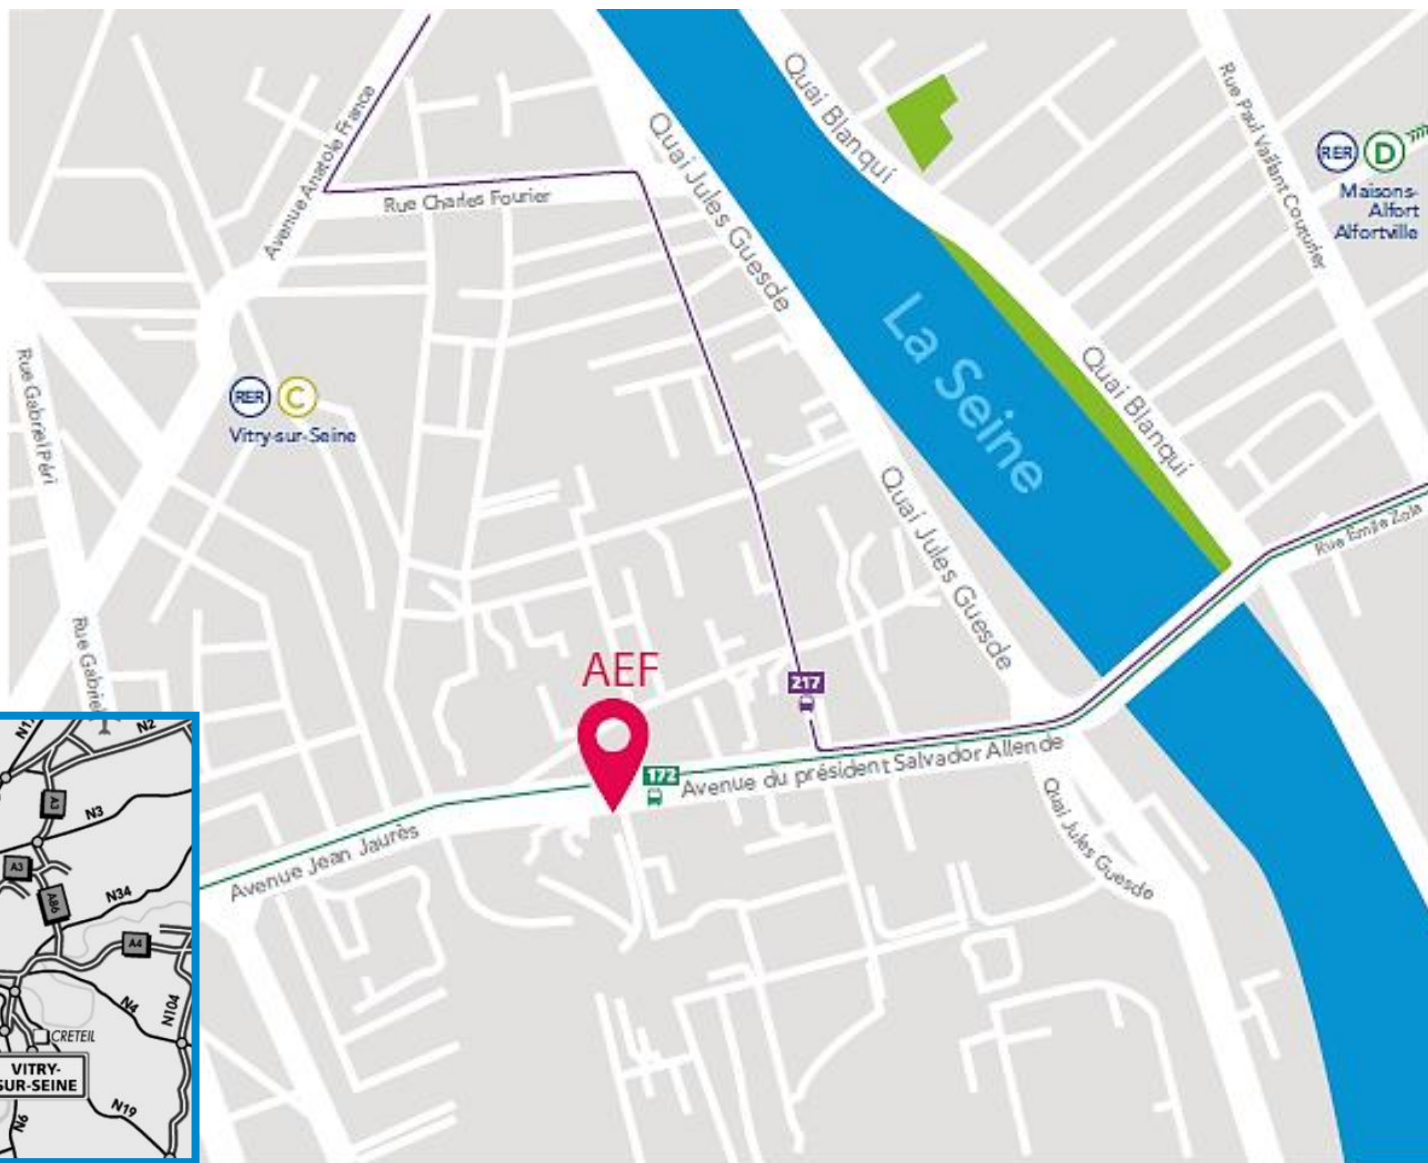 Quai Blanqui
Rue Paul Vaillant Couturier
RER D
Maisons-
Alfort
Alfortville
Avenue Anatole France
Rue Charles Fourier
Quai Jules Guesde
La Seine
Quai Blanqui
Rue Gabriel Péri
RER C
Vitry-sur-Seine
Quai Jules Guesde
Rue Emile Zola
Rue Gabriel
AEF
217
172
Avenue du président Salvador Allende
Avenue Jean Jaurès
Quai Jules Guesde
N2
A3
N3
A3
A86
N34
A4
N4
N104
CRETEIL
VITRY-
SUR-SEINE
N19
N6